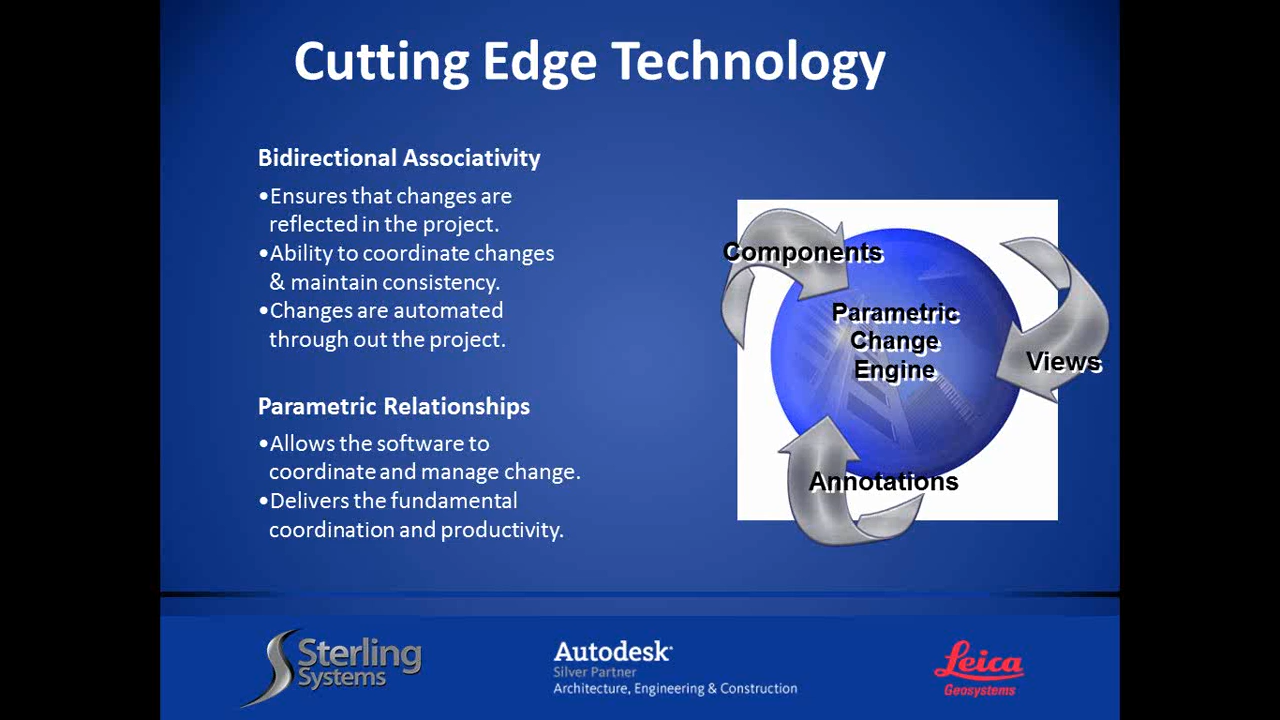 Cutting Edge Technology
Bidirectional Associativity
•Ensures that changes are
reflected in the project.
•Ability to coordinate changes
& maintain consistency.
•Changes are automated
through out the project.
Parametric Relationships
•Allows the software to
coordinate and manage change.
•Delivers the fundamental
coordination and productivity.
Components
Parametric
Change
Engine
Views
Annotations
Sterling
Systems
Autodesk
Silver Partner
Architecture, Engineering & Construction
Leica
Geosystems